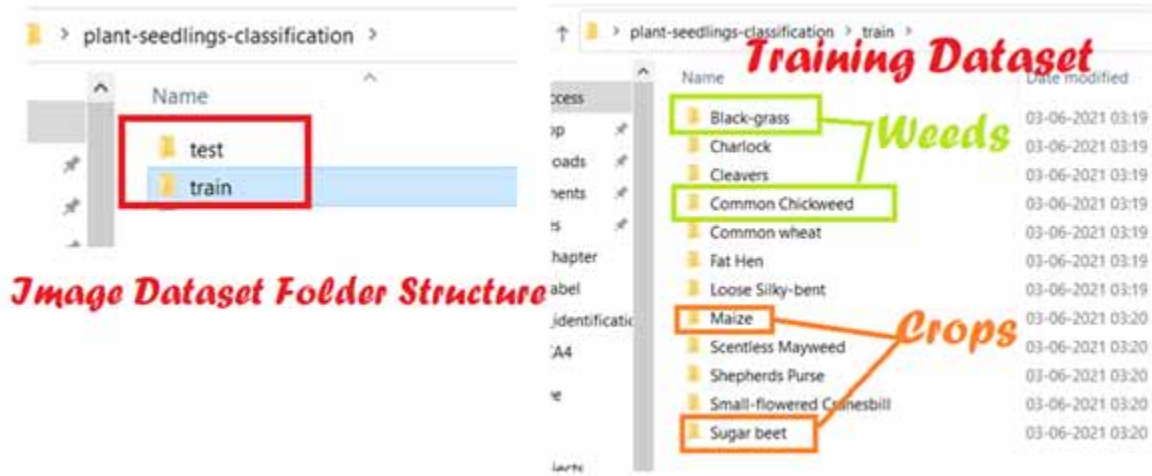 > plant-seedlings-classification >
Name
test
train
Image Dataset Folder Structure
> plant-seedlings-classification > train >
Training Dataset
Name
Date modified
Black-grass 03-06-2021 03:19
Weeds
Charlock 03-06-2021 03:19
Cleavers 03-06-2021 03:19
Common Chickweed 03-06-2021 03:19
Common wheat 03-06-2021 03:19
Fat Hen 03-06-2021 03:19
Loose Silky-bent 03-06-2021 03:19
Maize 03-06-2021 03:20
Crops
Scentless Mayweed 03-06-2021 03:20
Shepherds Purse 03-06-2021 03:20
Small-flowered Cranesbill 03-06-2021 03:20
Sugar beet 03-06-2021 03:20